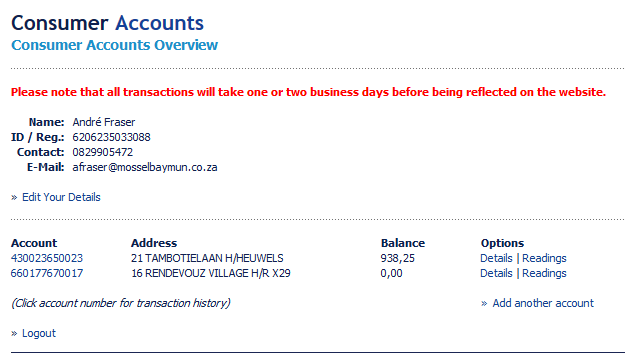 Consumer Accounts
Consumer Accounts Overview
Please note that all transactions will take one or two business days before being reflected on the website.
Name: André Fraser
ID / Reg.: 6206235033088
Contact: 0829905472
E-Mail: afraser@mosselbaymun.co.za
» Edit Your Details
Account Address Balance Options
430023650023 21 TAMBOTIELAAN H/HEUWELS 938,25 Details | Readings
660177670017 16 RENDEVOUZ VILLAGE H/R X29 0,00 Details | Readings
(Click account number for transaction history) » Add another account
» Logout